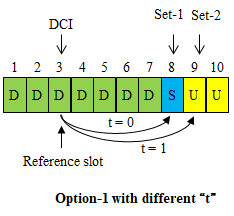 DCI Set-1 Set-2
1 2 3 4 5 6 7 8 9 10
D D D D D D D S U U
t = 0
t = 1
Reference slot
Option-1 with different “t”